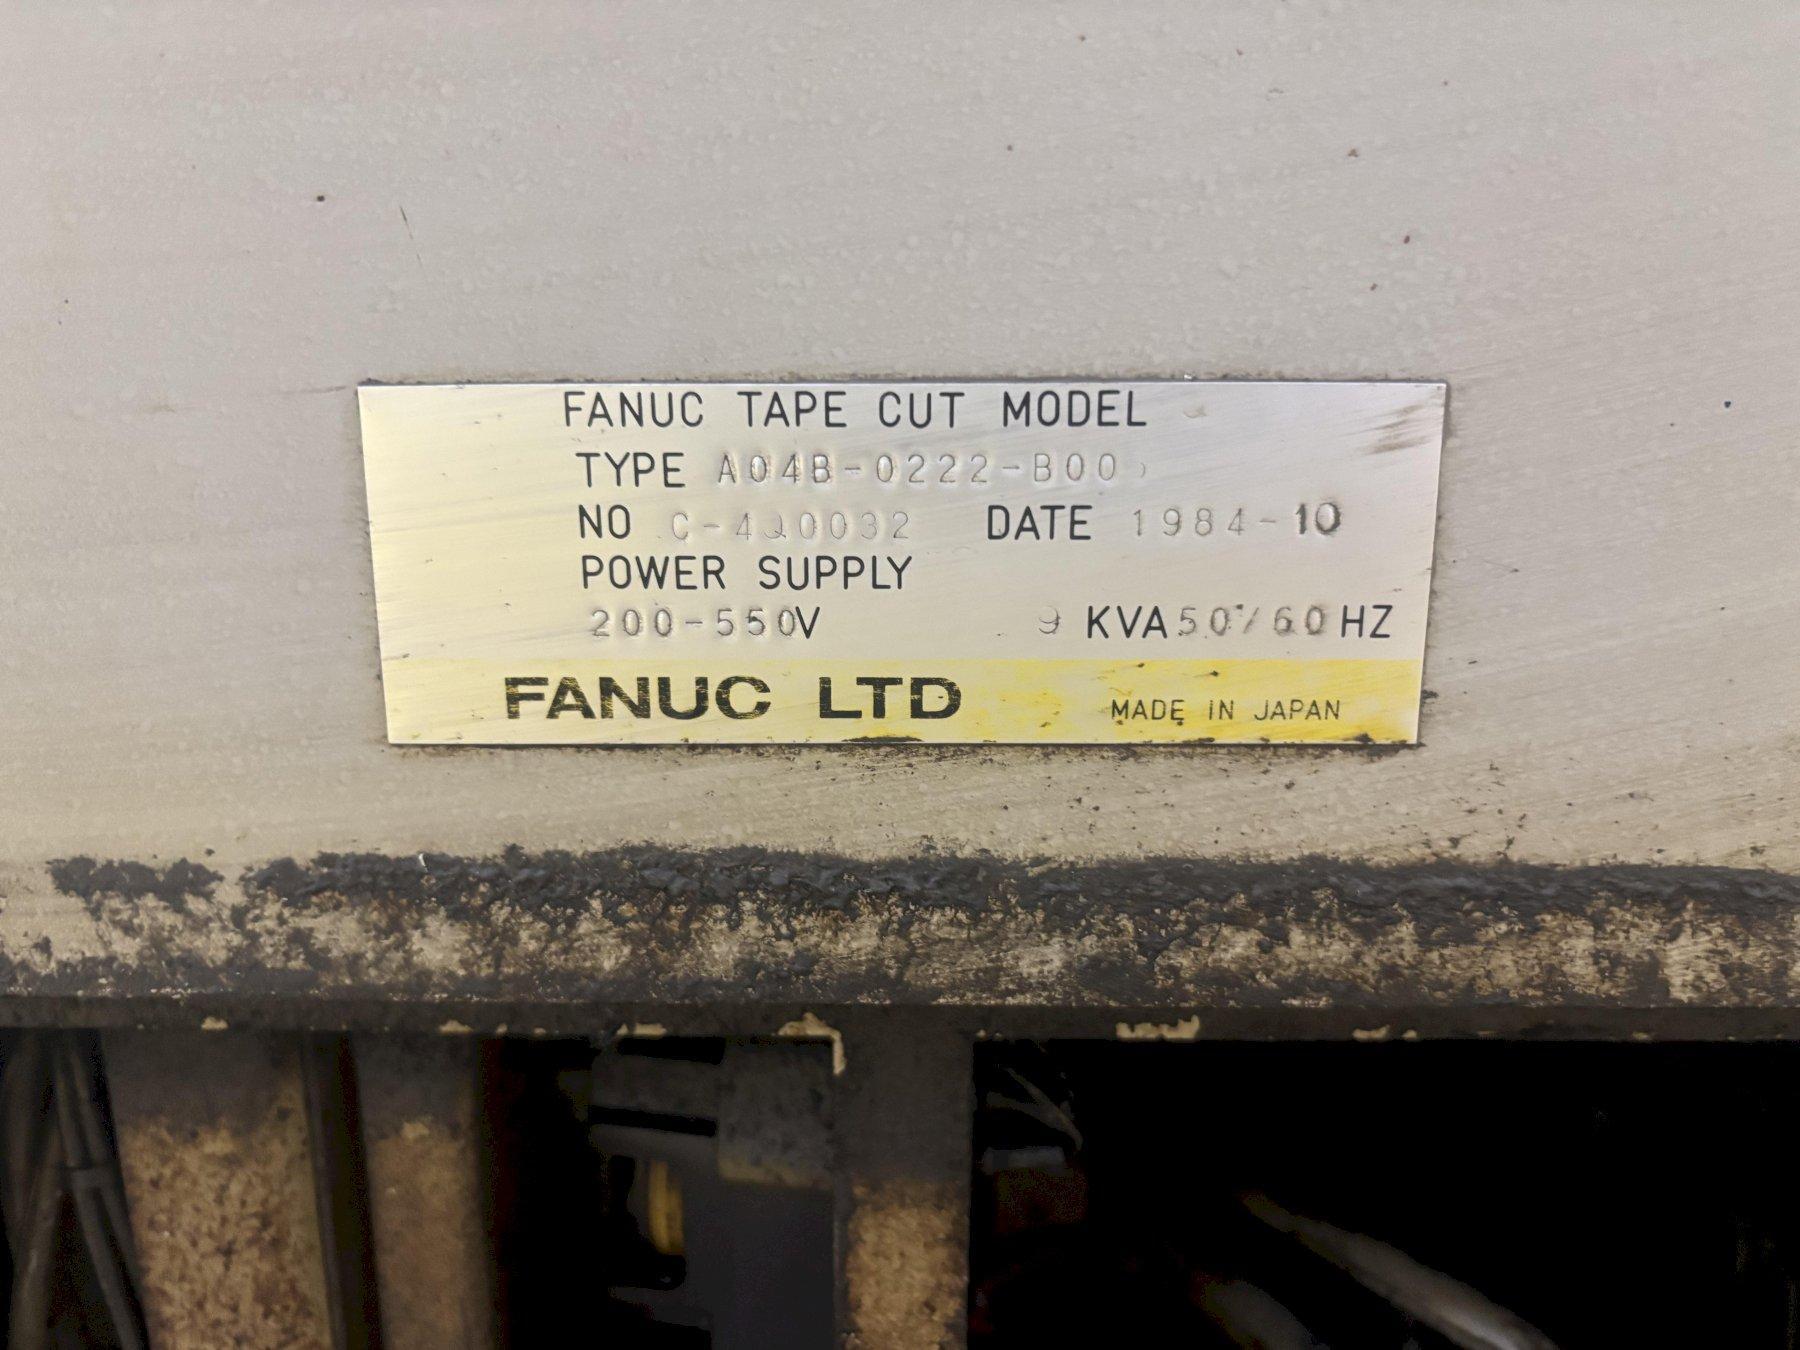 FANUC TAPE CUT MODEL
TYPE A04B-0222-B00
NO DATE 1984-10
POWER SUPPLY
200-550V 9 KVA 50/60 HZ
FANUC LTD MADE IN JAPAN